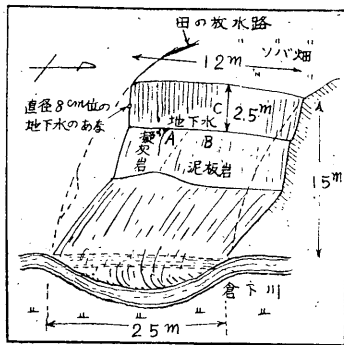 田の放水路
ソバ畑
12m
直径8cm位の
地下水のあな
地下水
C
2.5m
A
B
凝灰岩
泥板岩
15m
倉下川
25m